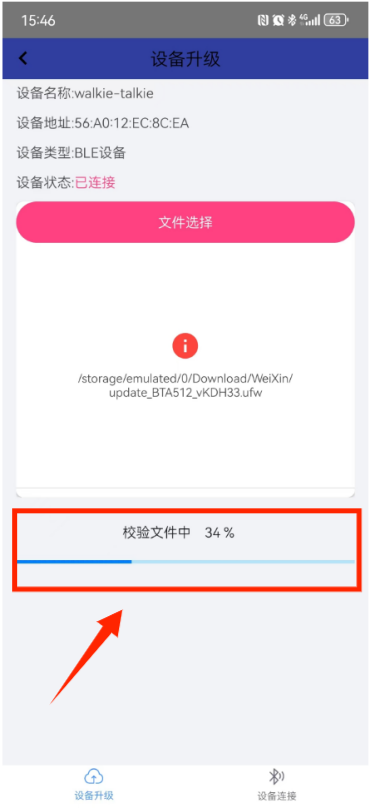 15:46
4G 63
设备升级
设备名称:walkie-talkie
设备地址:56:A0:12:EC:8C:EA
设备类型:BLE设备
设备状态:已连接
文件选择
/storage/emulated/0/Download/WeiXin/
update_BTA512_vKDH33.ufw
校验文件中 34 %
设备升级
设备连接